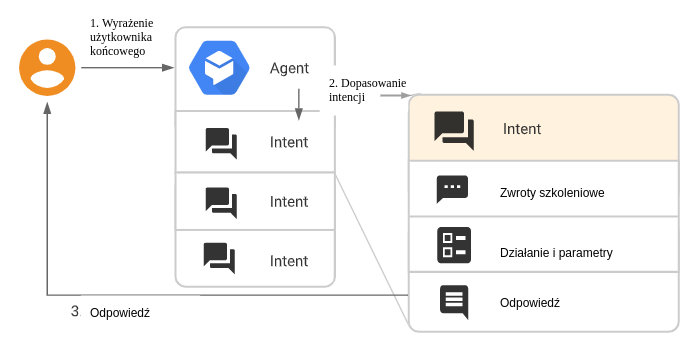 1. Wyrażenie
użytkownika
końcowego
Agent
2. Dopasowanie
intencji
Intent
Intent
Intent
Intent
Zwroty szkoleniowe
Działanie i parametry
Odpowiedź
3. Odpowiedź